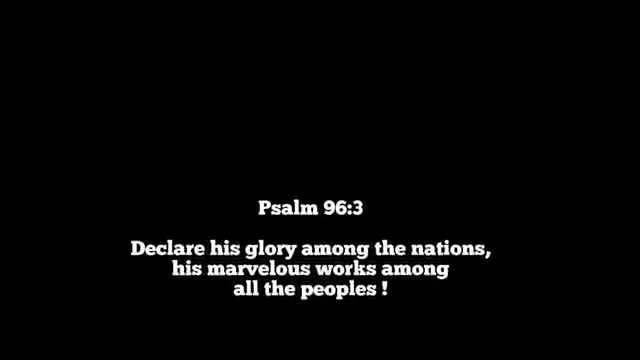 Psalm 96:3
Declare his glory among the nations,
his marvelous works among
all the peoples !